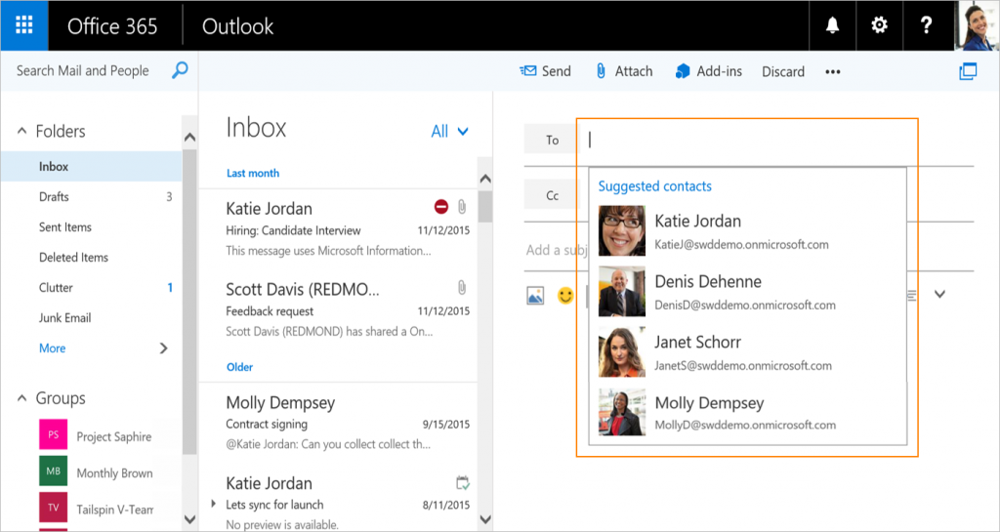 Office 365
Outlook
Search Mail and People
Send
Attach
Add-ins
Discard
Folders
Inbox
Drafts 3
Sent Items
Deleted Items
Clutter 1
Junk Email
More
Groups
PS Project Saphire
MB Monthly Brown
TV Tailspin V-Team
Inbox
All
Last month
Katie Jordan
Hiring: Candidate Interview 11/12/2015
This message uses Microsoft Information...
Scott Davis (REDMO...
Feedback request 11/12/2015
Scott Davis (REDMOND) has shared a On...
Older
Molly Dempsey
Contract signing 9/15/2015
@Katie Jordan: Can you collect collect th...
Katie Jordan
Lets sync for launch 8/11/2015
No preview is available.
To
Cc
Add a subj
Suggested contacts
Katie Jordan
KatieJ@swddemo.onmicrosoft.com
Denis Dehenne
DenisD@swddemo.onmicrosoft.com
Janet Schorr
JanetS@swddemo.onmicrosoft.com
Molly Dempsey
MollyD@swddemo.onmicrosoft.com